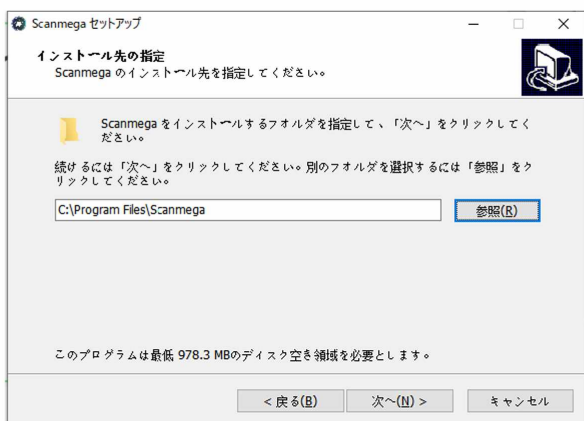 Scanmega セットアップ
インストール先の指定
Scanmega のインストール先を指定してください。
Scanmega をインストールするフォルダを指定して、「次へ」をクリックしてく
ださい。
続けるには「次へ」をクリックしてください。別のフォルダを選択するには「参照」をク
リックしてください。
C:\Program Files\Scanmega
参照(R)
このプログラムは最低 978.3 MBのディスク空き領域を必要とします。
< 戻る(B)
次へ(N) >
キャンセル